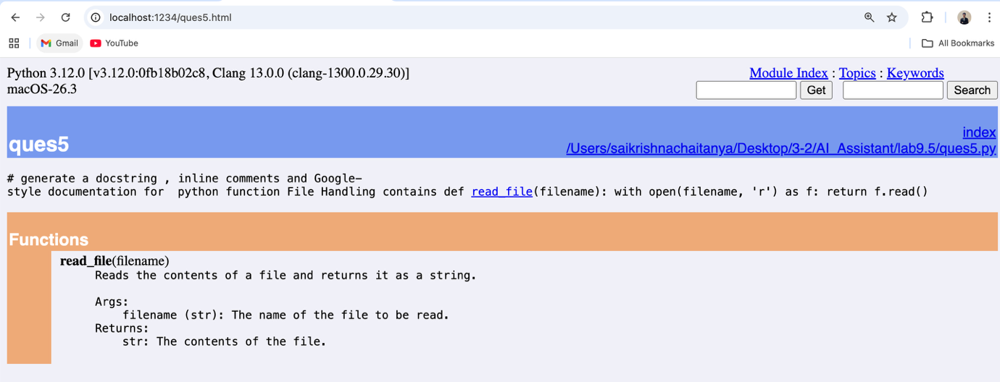 localhost:1234/ques5.html
Gmail YouTube All Bookmarks
Python 3.12.0 [v3.12.0:0fb18b02c8, Clang 13.0.0 (clang-1300.0.29.30)]
macOS-26.3
Module Index : Topics : Keywords
Get Search
ques5
index
/Users/saikrishnachaitanya/Desktop/3-2/AI_Assistant/lab9.5/ques5.py
# generate a docstring , inline comments and Google-
style documentation for  python function File Handling contains def read_file(filename): with open(filename, 'r') as f: return f.read()
Functions
read_file(filename)
Reads the contents of a file and returns it as a string.
Args:
filename (str): The name of the file to be read.
Returns:
str: The contents of the file.